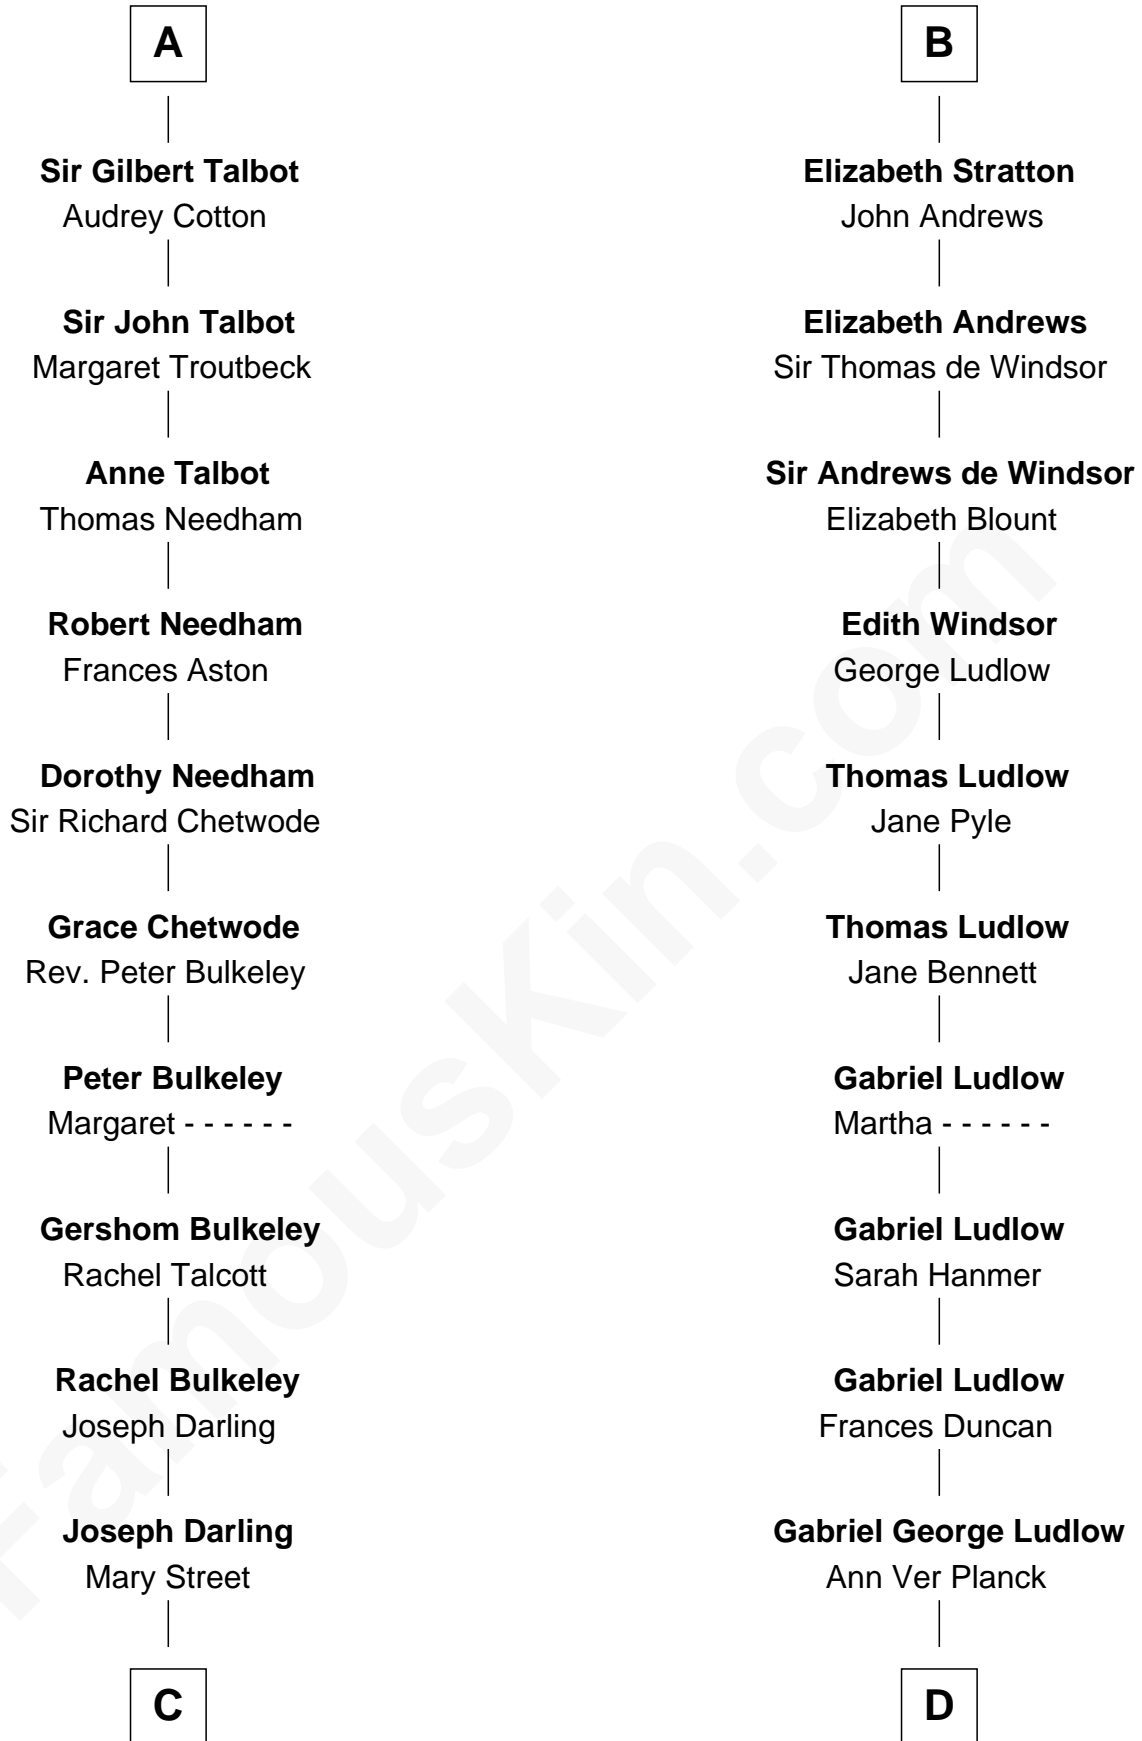 A
Sir Gilbert Talbot
Audrey Cotton
Sir John Talbot
Margaret Troutbeck
Anne Talbot
Thomas Needham
Robert Needham
Frances Aston
Dorothy Needham
Sir Richard Chetwode
Grace Chetwode
Rev. Peter Bulkeley
Peter Bulkeley
Margaret - - - - - -
Gershom Bulkeley
Rachel Talcott
Rachel Bulkeley
Joseph Darling
Joseph Darling
Mary Street
C
B
Elizabeth Stratton
John Andrews
Elizabeth Andrews
Sir Thomas de Windsor
Sir Andrews de Windsor
Elizabeth Blount
Edith Windsor
George Ludlow
Thomas Ludlow
Jane Pyle
Thomas Ludlow
Jane Bennett
Gabriel Ludlow
Martha - - - - - -
Gabriel Ludlow
Sarah Hanmer
Gabriel Ludlow
Frances Duncan
Gabriel George Ludlow
Ann Ver Planck
D
FamousKin.com